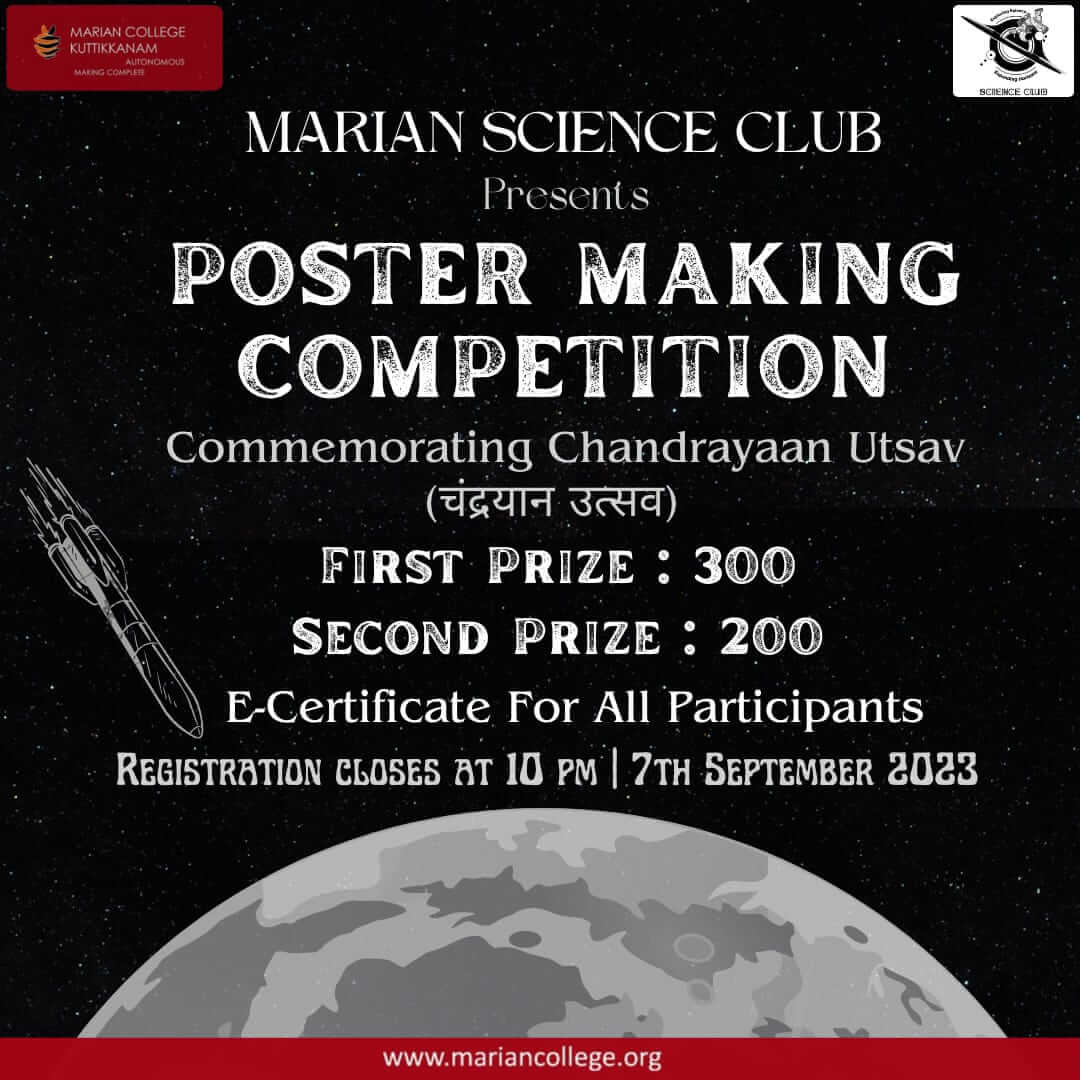 MARIAN COLLEGE
KUTTIKKANAM
AUTONOMOUS
MAKING COMPLETE
SCIENCE CLUB
MARIAN SCIENCE CLUB
Presents
POSTER MAKING
COMPETITION
Commemorating Chandrayaan Utsav
(चंद्रयान उत्सव)
First Prize : 300
Second Prize : 200
E-Certificate For All Participants
Registration closes at 10 pm | 7th September 2023
www.mariancollege.org